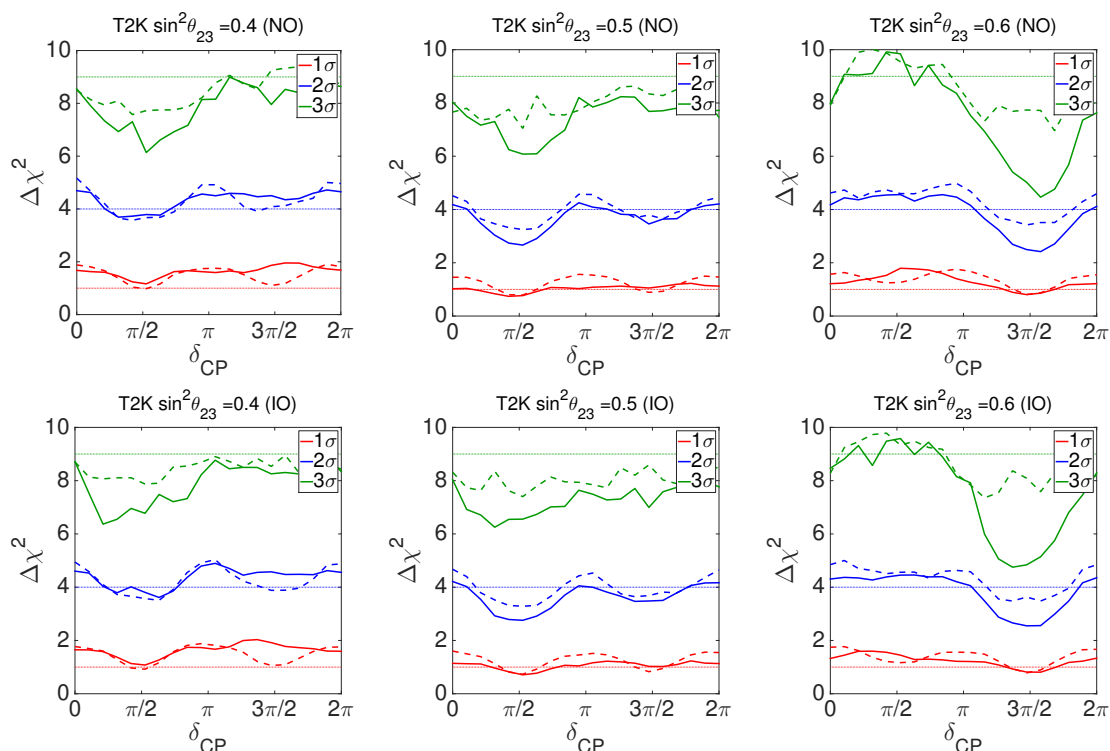 T2K sin²θ₂₃ =0.4 (NO)
10
8
6
4
2
0
Δχ²
0
π/2
π
3π/2
2π
δCP
1σ
2σ
3σ
T2K sin²θ₂₃ =0.5 (NO)
10
8
6
4
2
0
Δχ²
0
π/2
π
3π/2
2π
δCP
1σ
2σ
3σ
T2K sin²θ₂₃ =0.6 (NO)
10
8
6
4
2
0
Δχ²
0
π/2
π
3π/2
2π
δCP
1σ
2σ
3σ
T2K sin²θ₂₃ =0.4 (IO)
10
8
6
4
2
0
Δχ²
0
π/2
π
3π/2
2π
δCP
1σ
2σ
3σ
T2K sin²θ₂₃ =0.5 (IO)
10
8
6
4
2
0
Δχ²
0
π/2
π
3π/2
2π
δCP
1σ
2σ
3σ
T2K sin²θ₂₃ =0.6 (IO)
10
8
6
4
2
0
Δχ²
0
π/2
π
3π/2
2π
δCP
1σ
2σ
3σ